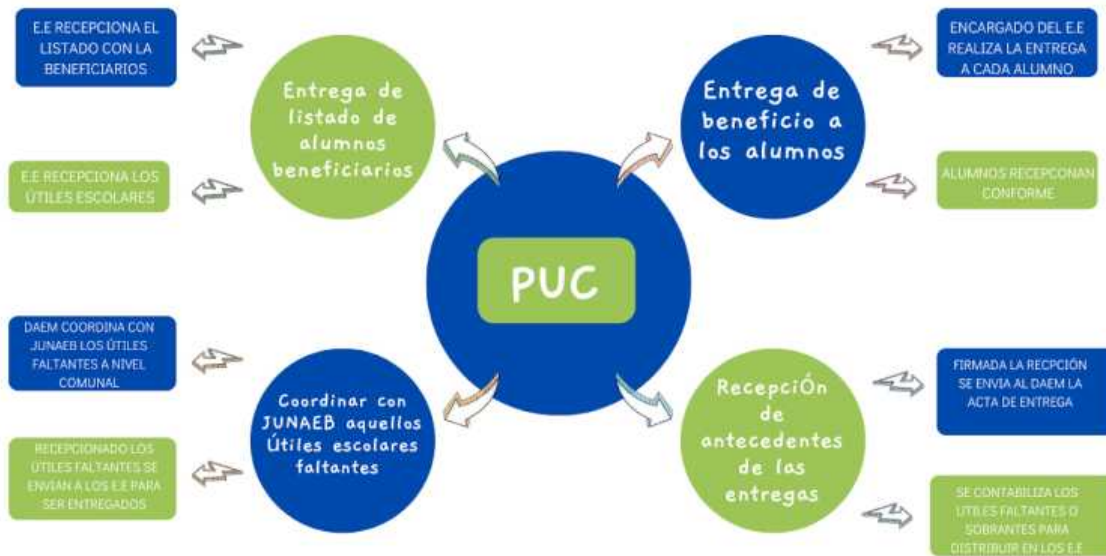 E.E RECEPCIONA EL
LISTADO CON LA
BENEFICIARIOS
E.E RECEPCIONA LOS
ÚTILES ESCOLARES
Entrega de
listado de
alumnos
beneficiarios
Entrega de
beneficio a
los alumnos
ENCARGADO DEL E.E
REALIZA LA ENTREGA
A CADA ALUMNO
ALUMNOS RECEPCONAN
CONFORME
PUC
DAEM COORDINA CON
JUNAEB LOS ÚTILES
FALTANTES A NIVEL
COMUNAL
RECEPCIONADO LOS
ÚTILES FALTANTES SE
ENVIAN A LOS E.E PARA
SER ENTREGADOS
Coordinar con
JUNAEB aquellos
Útiles escolares
faltantes
RecepciÓn
de
antecedentes
de las
entregas
FIRMADA LA RECPCIÓN
SE ENVIA AL DAEM LA
ACTA DE ENTREGA
SE CONTABILIZA LOS
UTILES FALTANTES O
SOBRANTES PARA
DISTRIBUIR EN LOS E.E